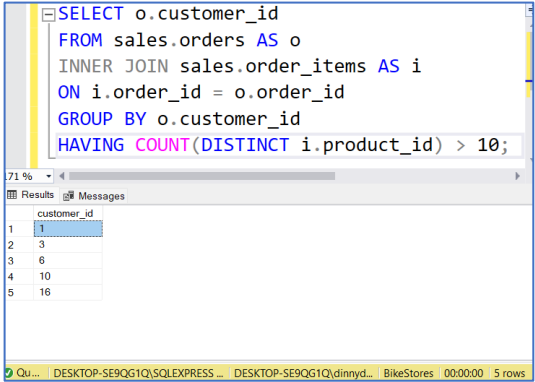 SELECT o.customer_id
FROM sales.orders AS o
INNER JOIN sales.order_items AS i
ON i.order_id = o.order_id
GROUP BY o.customer_id
HAVING COUNT(DISTINCT i.product_id) > 10;
171 %
Results Messages
customer_id
1 1
2 3
3 6
4 10
5 16
Qu... DESKTOP-SE9QG1Q\SQLEXPRESS ... DESKTOP-SE9QG1Q\dinnyd... BikeStores 00:00:00 5 rows